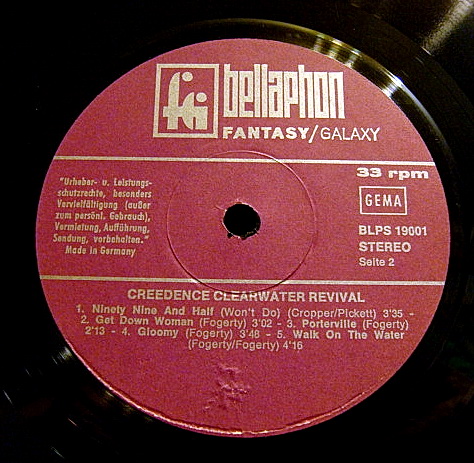 bellaphon
FANTASY/GALAXY
33 rpm
"Urheber- u. Leistungs-
schutzrechte, besonders
Vervielfältigung (außer
zum persönl. Gebrauch),
Vermietung, Aufführung,
Sendung, vorbehalten."
Made in Germany
GEMA
BLPS 19001
STEREO
Seite 2
CREEDENCE CLEARWATER REVIVAL
1. Ninety Nine And Half (Won't Do) (Cropper/Pickett) 3'35 -
2. Get Down Woman (Fogerty) 3'02 - 3. Porterville (Fogerty)
2'13 - 4. Gloomy (Fogerty) 3'48 - 5. Walk On The Water
(Fogerty/Fogerty) 4'16